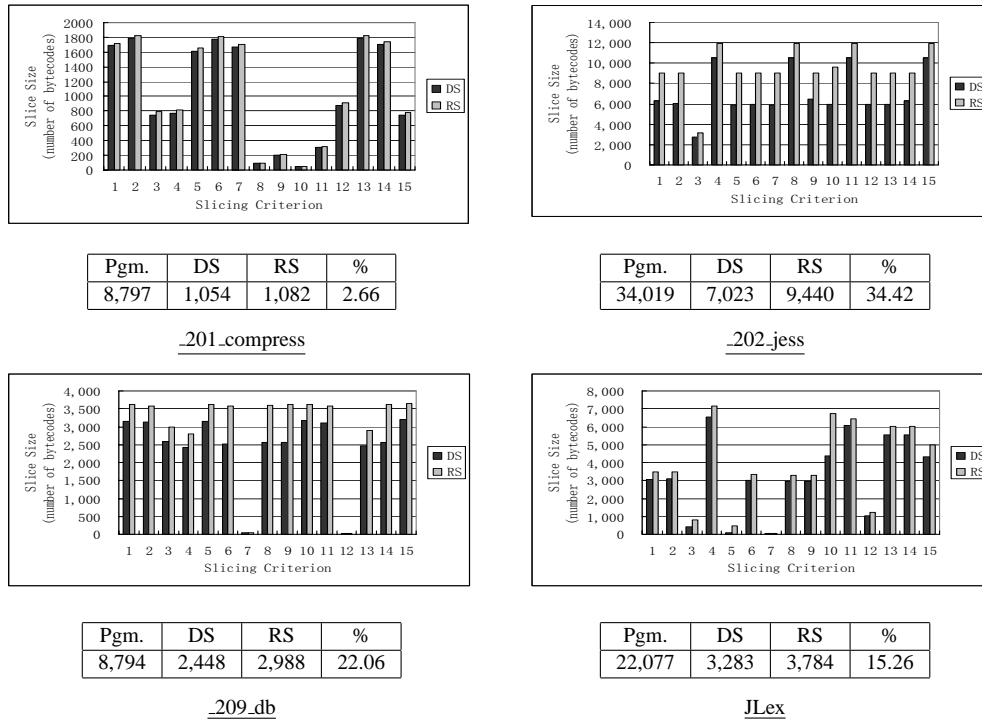 2000
1800
1600
1400
1200
1000
800
600
400
200
0
Slice Size
(number of bytecodes)
1 2 3 4 5 6 7 8 9 10 11 12 13 14 15
Slicing Criterion
DS
RS
Pgm. DS RS %
8,797 1,054 1,082 2.66
_201_compress
14,000
12,000
10,000
8,000
6,000
4,000
2,000
0
Slice Size
(number of bytecodes)
1 2 3 4 5 6 7 8 9 10 11 12 13 14 15
Slicing Criterion
DS
RS
Pgm. DS RS %
34,019 7,023 9,440 34.42
_202_jess
4,000
3,500
3,000
2,500
2,000
1,500
1,000
500
0
Slice Size
(number of bytecodes)
1 2 3 4 5 6 7 8 9 10 11 12 13 14 15
Slicing Criterion
DS
RS
Pgm. DS RS %
8,794 2,448 2,988 22.06
_209_db
8,000
7,000
6,000
5,000
4,000
3,000
2,000
1,000
0
Slice Size
(number of bytecodes)
1 2 3 4 5 6 7 8 9 10 11 12 13 14 15
Slicing Criterion
DS
RS
Pgm. DS RS %
22,077 3,283 3,784 15.26
JLex